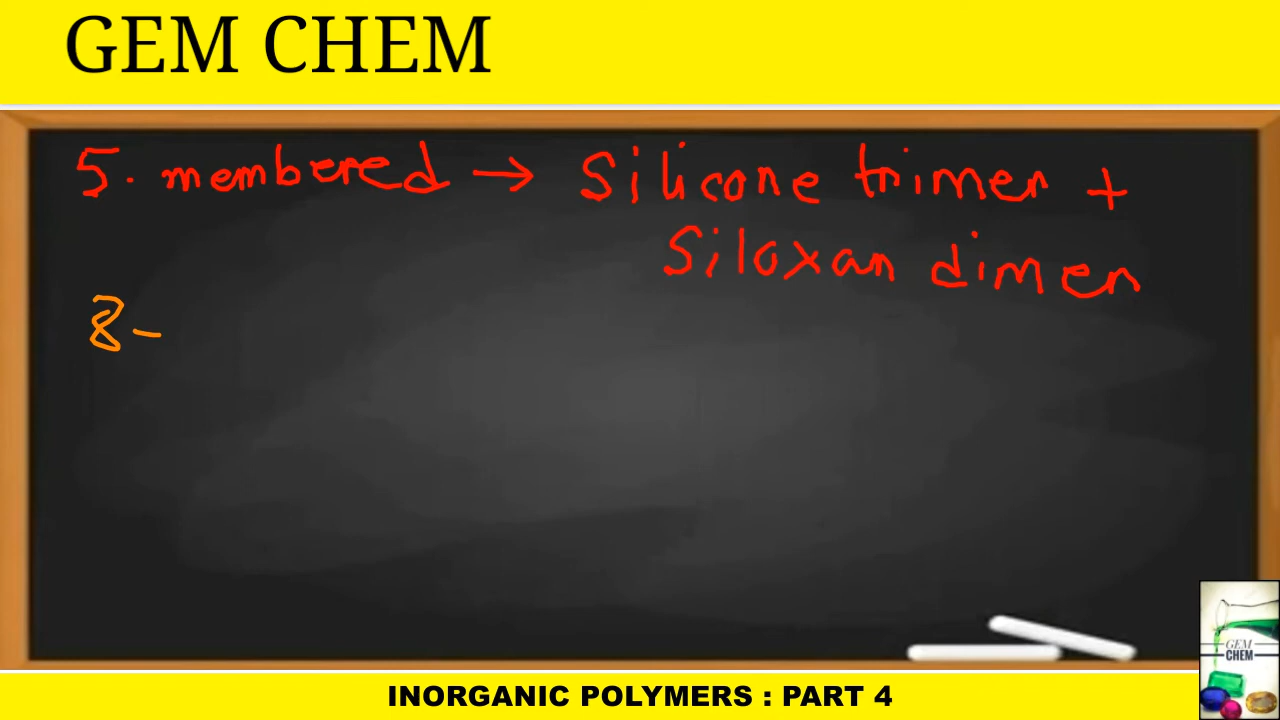 GEM CHEM
5. membered → Silicone trimer +
Siloxan dimer
8-
GEM
CHEM
INORGANIC POLYMERS : PART 4